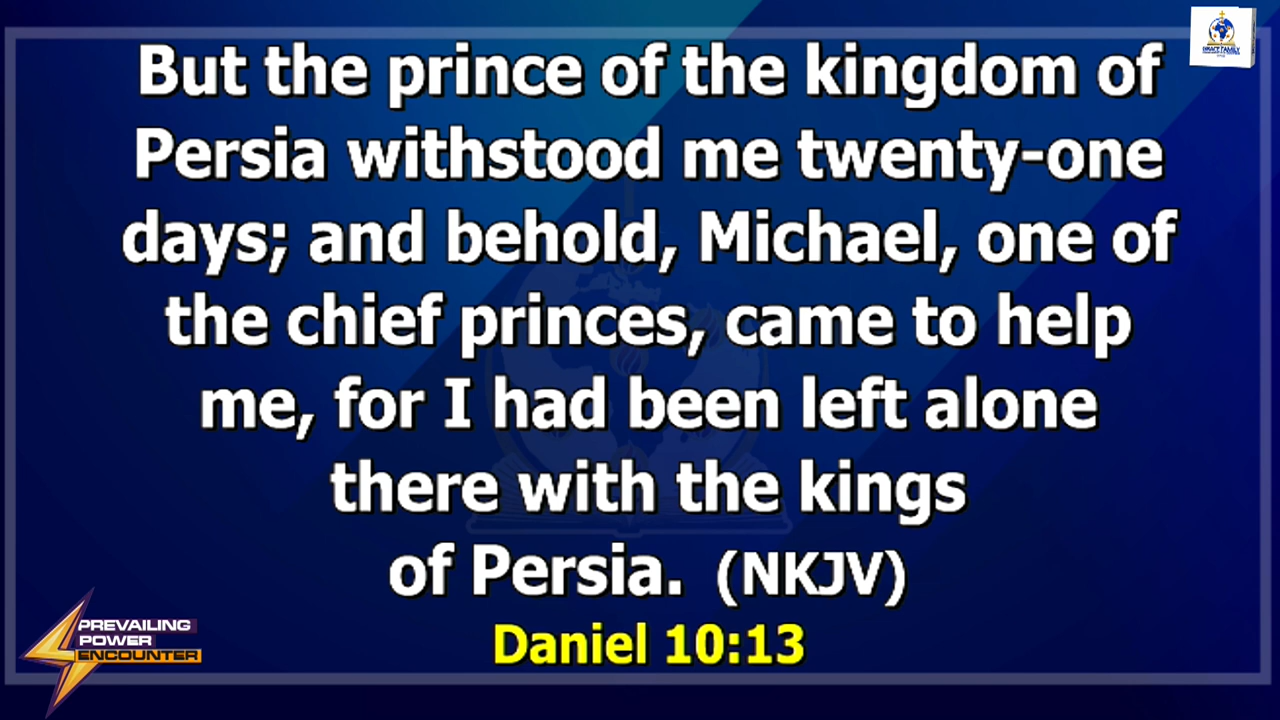 But the prince of the kingdom of
Persia withstood me twenty-one
days; and behold, Michael, one of
the chief princes, came to help
me, for I had been left alone
there with the kings
of Persia. (NKJV)
Daniel 10:13
PREVAILING
POWER
ENCOUNTER